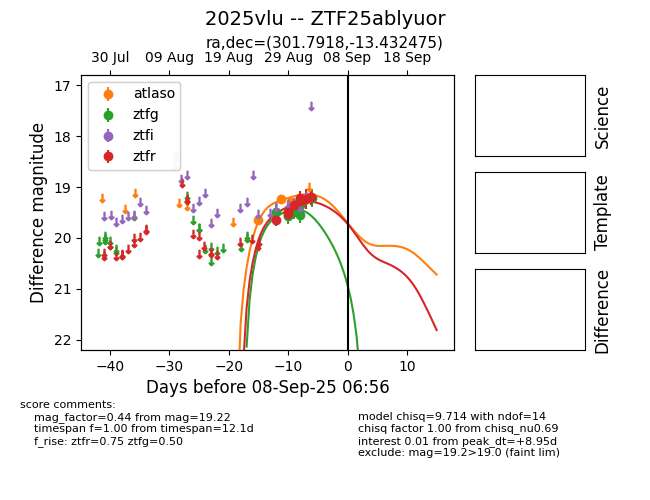 2025vlu -- ZTF25ablyuor
ra,dec=(301.7918,-13.432475)
30 Jul 09 Aug 19 Aug 29 Aug 08 Sep 18 Sep
atlaso
ztfg
ztfi
ztfr
17
18
19
20
21
22
Difference magnitude
−40 −30 −20 −10 0 10
Days before 08-Sep-25 06:56
Science
Template
Difference
score comments:
mag_factor=0.44 from mag=19.22
timespan f=1.00 from timespan=12.1d
f_rise: ztfr=0.75 ztfg=0.50
model chisq=9.714 with ndof=14
chisq factor 1.00 from chisq_nu0.69
interest 0.01 from peak_dt=+8.95d
exclude: mag=19.2>19.0 (faint lim)